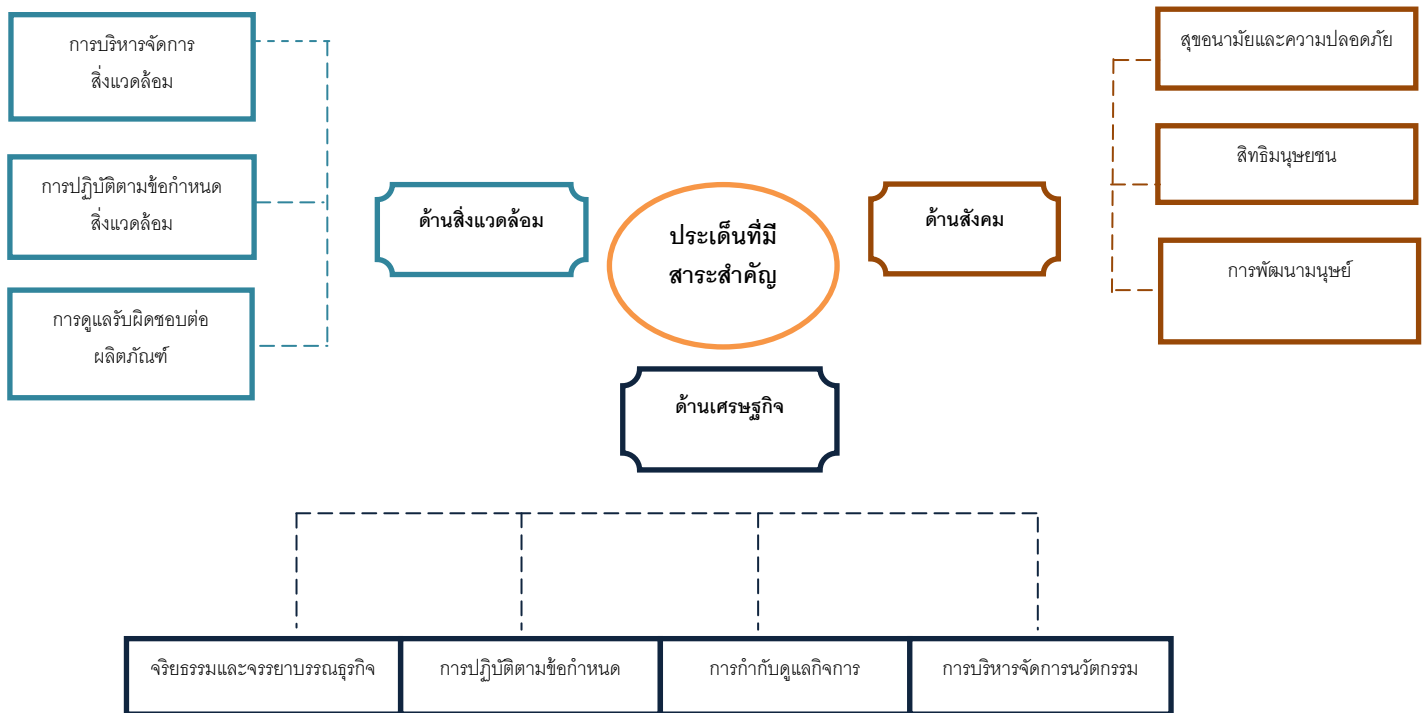 การบริหารจัดการ
สิ่งแวดล้อม
การปฏิบัติตามข้อกำหนด
สิ่งแวดล้อม
การดูแลรับผิดชอบต่อ
ผลิตภัณฑ์
ด้านสิ่งแวดล้อม
ประเด็นที่มี
สาระสำคัญ
ด้านสังคม
สุขอนามัยและความปลอดภัย
สิทธิมนุษยชน
การพัฒนามนุษย์
ด้านเศรษฐกิจ
จริยธรรมและจรรยาบรรณธุรกิจ
การปฏิบัติตามข้อกำหนด
การกำกับดูแลกิจการ
การบริหารจัดการนวัตกรรม